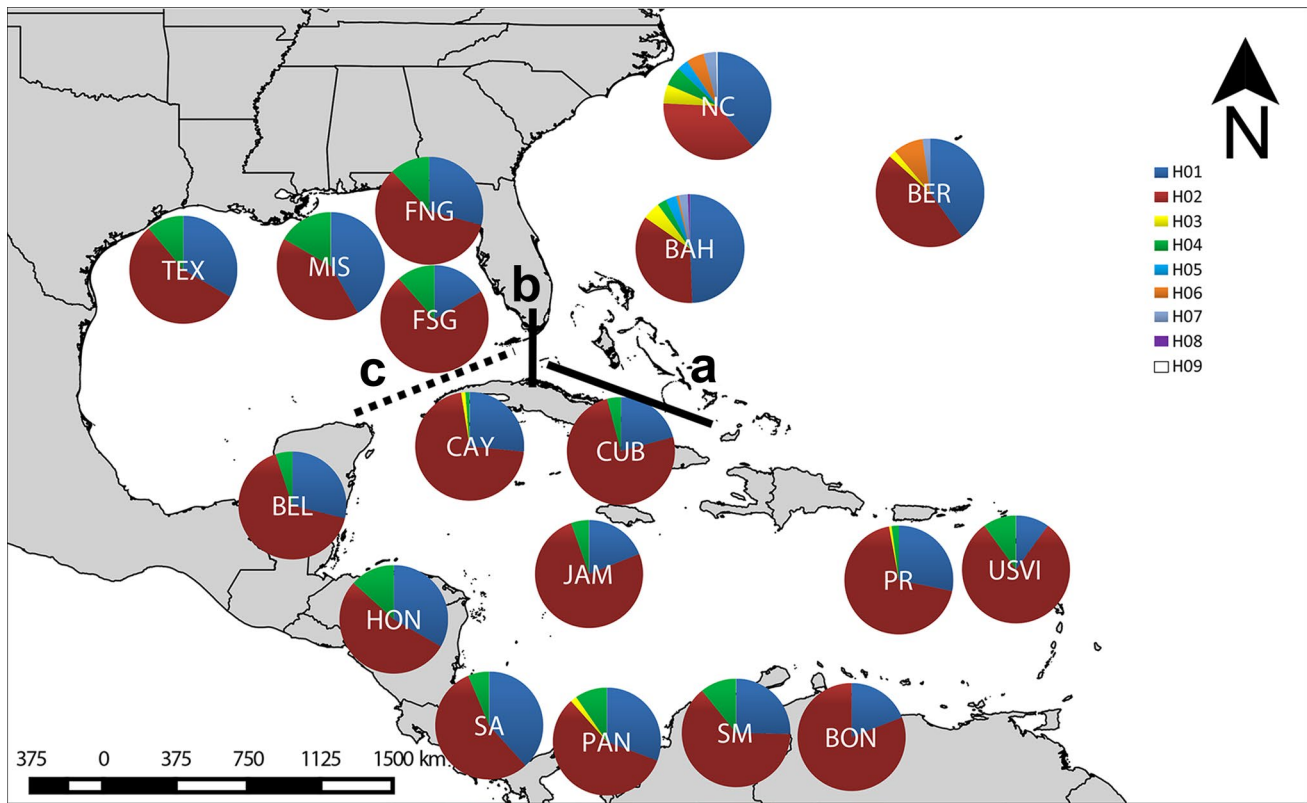 NC
BER
N
H01
H02
H03
H04
H05
H06
H07
H08
H09
FNG
BAH
TEX
MIS
FSG
b
c
a
CAY
CUB
BEL
JAM
PR
USVI
HON
SA
PAN
SM
BON
375 0 375 750 1125 1500 km